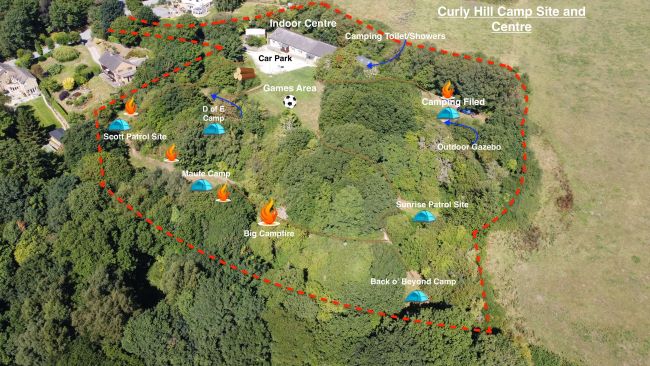 Curly Hill Camp Site and
Centre
Indoor Centre
Camping Toilet/Showers
Car Park
Games Area
Camping Filed
D of E
Camp
Scott Patrol Site
Outdoor Gazebo
Maufe Camp
Sunrise Patrol Site
Big Campfire
Back o' Beyond Camp